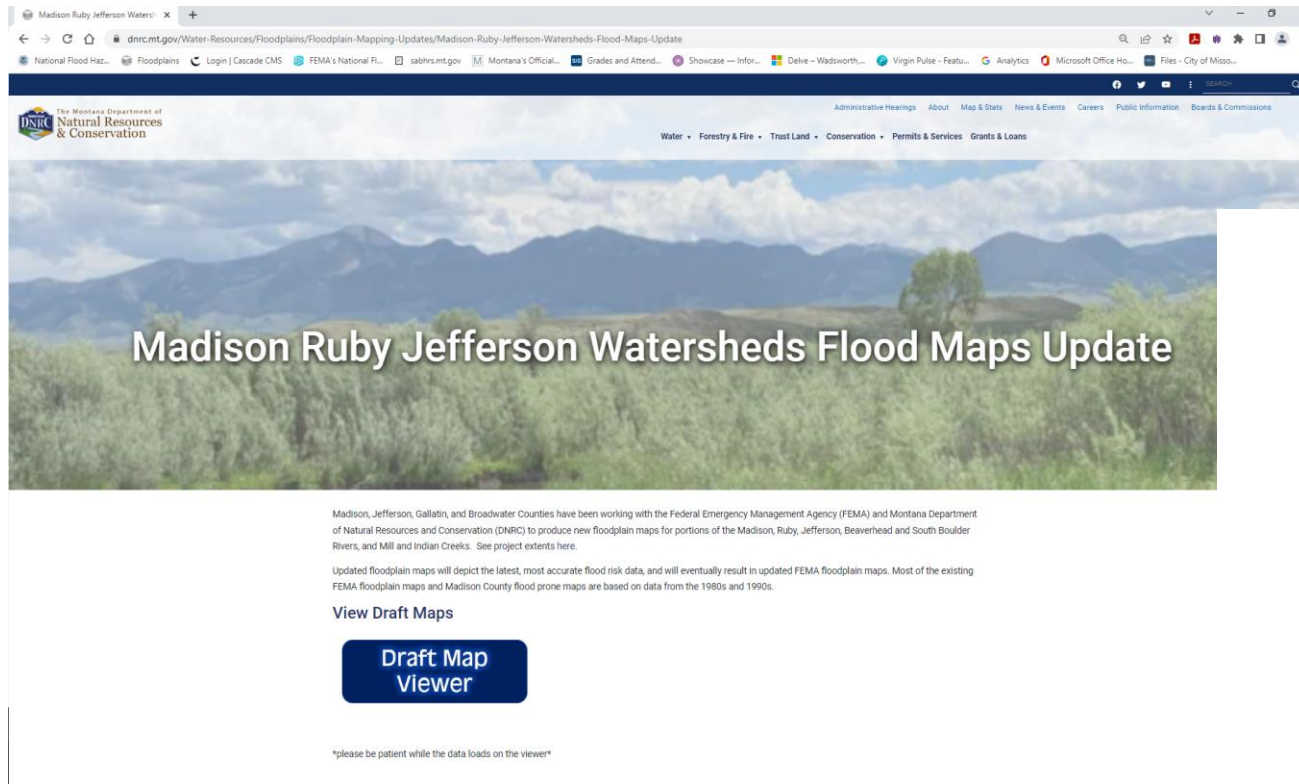 Madison Ruby Jefferson Watersh
dnrc.mt.gov/Water-Resources/Floodplains/Floodplain-Mapping-Updates/Madison-Ruby-Jefferson-Watersheds-Flood-Maps-Update
National Flood Haz... Floodplains Login | Cascade CMS FEMA's National Fl... sabhrs.mt.gov Montana's Official... SIS Grades and Attend... Showcase — Infor... Delve – Wadsworth,... Virgin Pulse - Featu... Analytics Microsoft Office Ho... Files - City of Misso...
SEARCH
Administrative Hearings About Map & Stats News & Events Careers Public Information Boards & Commissions
DNRC
The Montana Department of
Natural Resources
& Conservation
Water Forestry & Fire Trust Land Conservation Permits & Services Grants & Loans
Madison Ruby Jefferson Watersheds Flood Maps Update
Madison, Jefferson, Gallatin, and Broadwater Counties have been working with the Federal Emergency Management Agency (FEMA) and Montana Department
of Natural Resources and Conservation (DNRC) to produce new floodplain maps for portions of the Madison, Ruby, Jefferson, Beaverhead and South Boulder
Rivers, and Mill and Indian Creeks. See project extents here.
Updated floodplain maps will depict the latest, most accurate flood risk data, and will eventually result in updated FEMA floodplain maps. Most of the existing
FEMA floodplain maps and Madison County flood prone maps are based on data from the 1980s and 1990s.
View Draft Maps
Draft Map
Viewer
*please be patient while the data loads on the viewer*